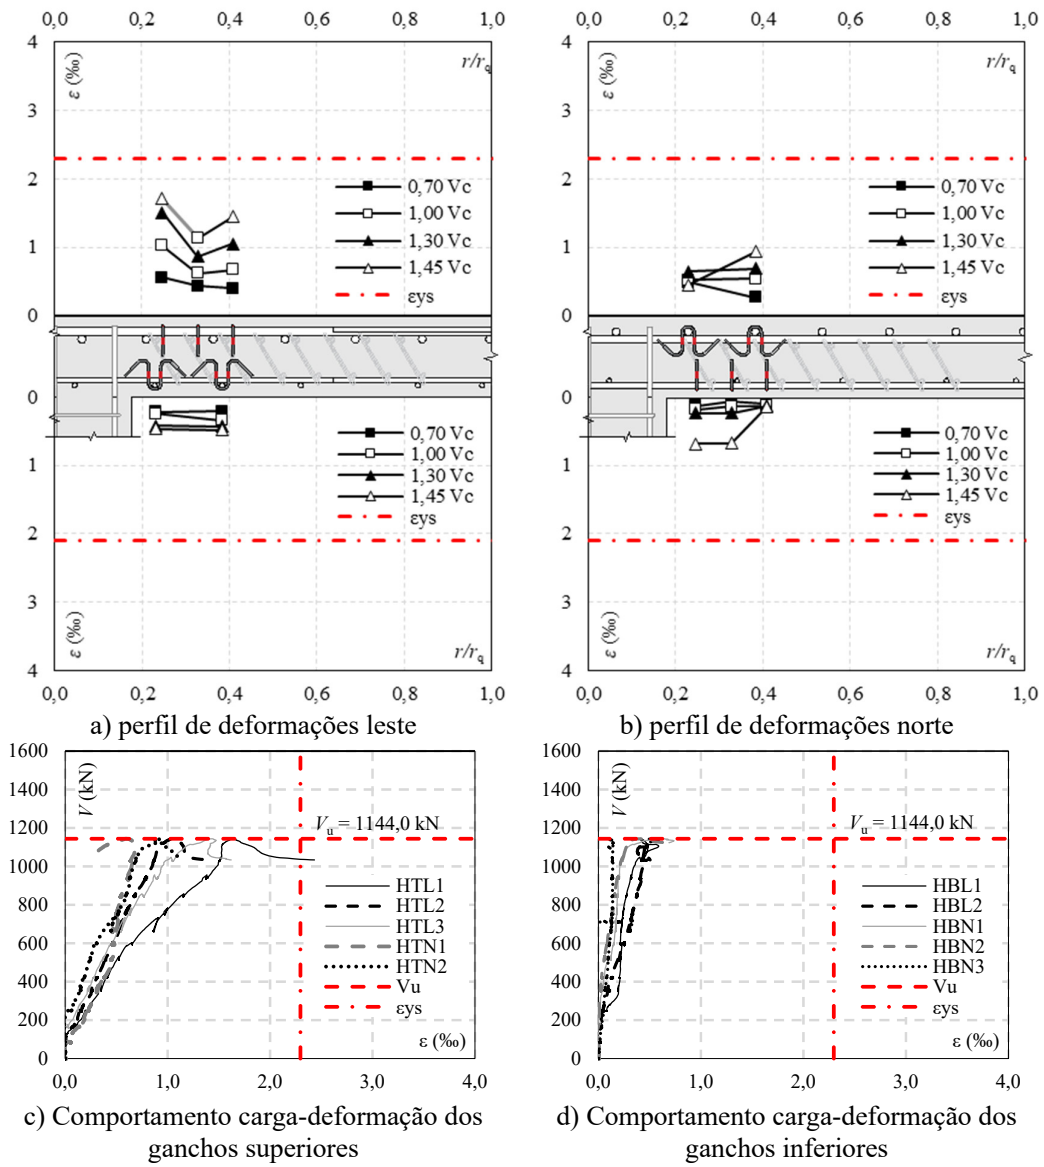 0,0 0,2 0,4 0,6 0,8 1,0
4
3
2
1
0
ε (‰)
r/rq
0,70 Vc
1,00 Vc
1,30 Vc
1,45 Vc
εys
0
1
2
3
4
0,70 Vc
1,00 Vc
1,30 Vc
1,45 Vc
εys
ε (‰)
r/rq
0,0 0,2 0,4 0,6 0,8 1,0
a) perfil de deformações leste
0,0 0,2 0,4 0,6 0,8 1,0
4
3
2
1
0
ε (‰)
r/rq
0,70 Vc
1,00 Vc
1,30 Vc
1,45 Vc
εys
0
1
2
3
4
0,70 Vc
1,00 Vc
1,30 Vc
1,45 Vc
εys
ε (‰)
r/rq
0,0 0,2 0,4 0,6 0,8 1,0
b) perfil de deformações norte
1600
1400
1200
1000
800
600
400
200
0
V (kN)
Vu = 1144,0 kN
HTL1
HTL2
HTL3
HTN1
HTN2
Vu
εys
ε (‰)
0,0 1,0 2,0 3,0 4,0
c) Comportamento carga-deformação dos
ganchos superiores
1600
1400
1200
1000
800
600
400
200
0
V (kN)
Vu = 1144,0 kN
HBL1
HBL2
HBN1
HBN2
HBN3
Vu
εys
ε (‰)
0,0 1,0 2,0 3,0 4,0
d) Comportamento carga-deformação dos
ganchos inferiores